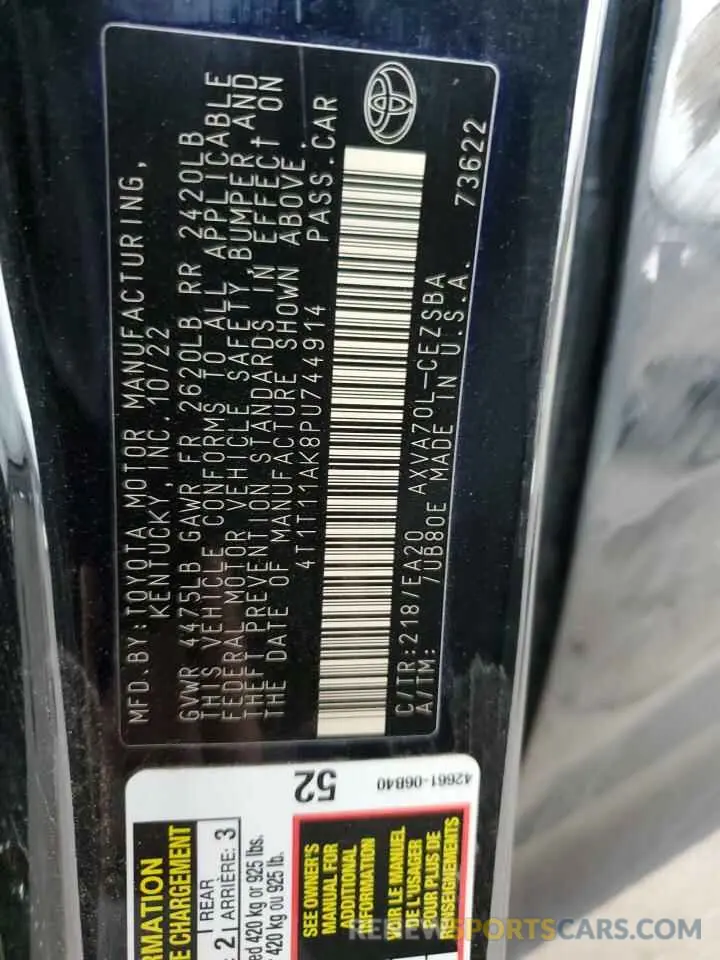 MFD.BY:TOYOTA MOTOR MANUFACTURING,
KENTUCKY, INC. 10/22
GVWR 4475LB GAWR FR 2620LB RR 2420LB
THIS VEHICLE CONFORMS TO ALL APPLICABLE
FEDERAL MOTOR VEHICLE SAFETY, BUMPER AND
THEFT PREVENTION STANDARDS IN EFFECT ON
THE DATE OF MANUFACTURE SHOWN ABOVE.
4T1T11AK8PU744914 PASS.CAR
C/TR:218/EA20 AXVA70L-CEZSBA
A/TM: 7UB80E MADE IN U.S.A. 73622
52
42661-06B40
RMATION
E CHARGEMENT
REAR
2 ARRIÈRE: 3
ed 420 kg or 925 lbs.
420 kg ou 925 lb.
SEE OWNER'S
MANUAL FOR
ADDITIONAL
INFORMATION
VOIR LE MANUEL
DE L'USAGER
POUR PLUS DE
RENSEIGNEMENTS
RENEWSPORTSCARS.COM